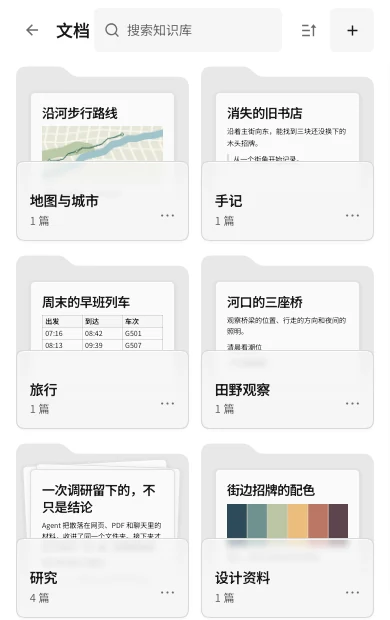 文档
搜索知识库
沿河步行路线
地图与城市
1 篇
消失的旧书店
沿着主街向东，能找到三块还没换下的
木头招牌。
从一个街角开始记录。
手记
1 篇
周末的早班列车
出发 到达 车次
07:16 08:42 G501
08:13 09:39 G507
旅行
1 篇
河口的三座桥
观察桥梁的位置、行走的方向和夜间的
照明。
清晨看潮位
田野观察
1 篇
一次调研留下的，不
只是结论
Agent 把散落在网页、PDF 和聊天里的
材料，收进了同一个文件夹。接下来才
研究
4 篇
街边招牌的配色
设计资料
1 篇